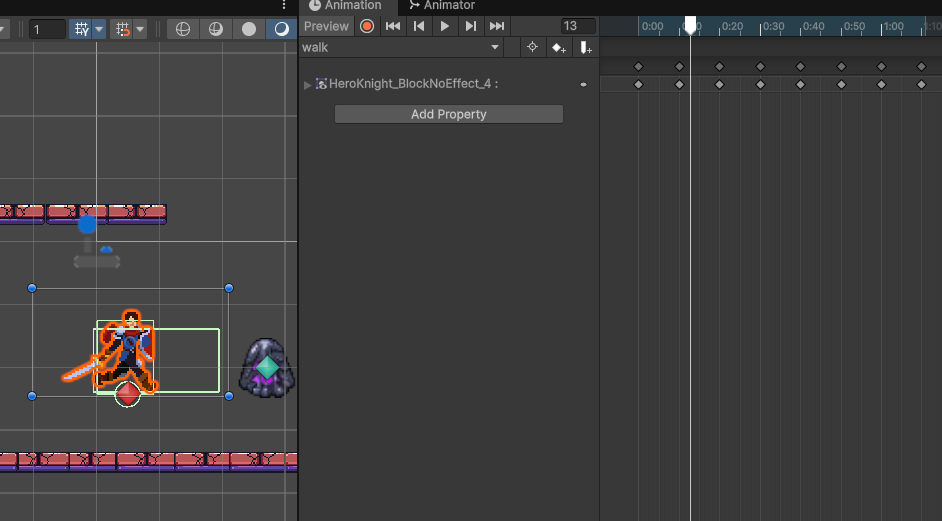 Animation
Animator
1
Preview
13
0:00
0:20
0:30
0:40
0:50
1:00
walk
HeroKnight_BlockNoEffect_4 :
Add Property